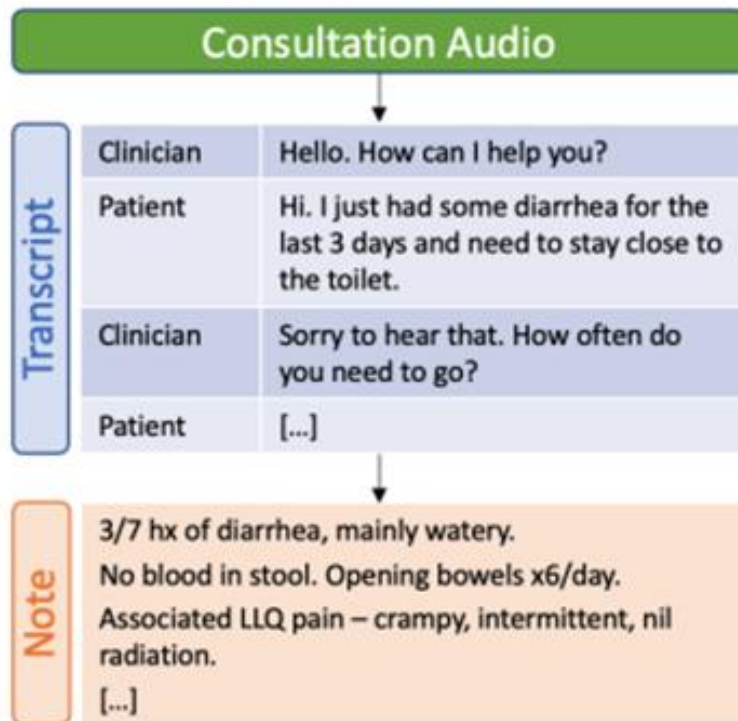 Consultation Audio
Transcript
Clinician Hello. How can I help you?
Patient Hi. I just had some diarrhea for the
last 3 days and need to stay close to
the toilet.
Clinician Sorry to hear that. How often do
you need to go?
Patient [...]
Note
3/7 hx of diarrhea, mainly watery.
No blood in stool. Opening bowels x6/day.
Associated LLQ pain – crampy, intermittent, nil
radiation.
[...]